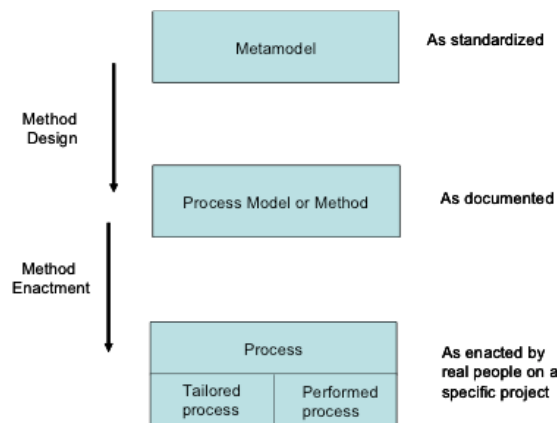 Metamodel
As standardized
Method
Design
Process Model or Method
As documented
Method
Enactment
Process
As enacted by
real people on a
specific project
Tailored
process
Performed
process